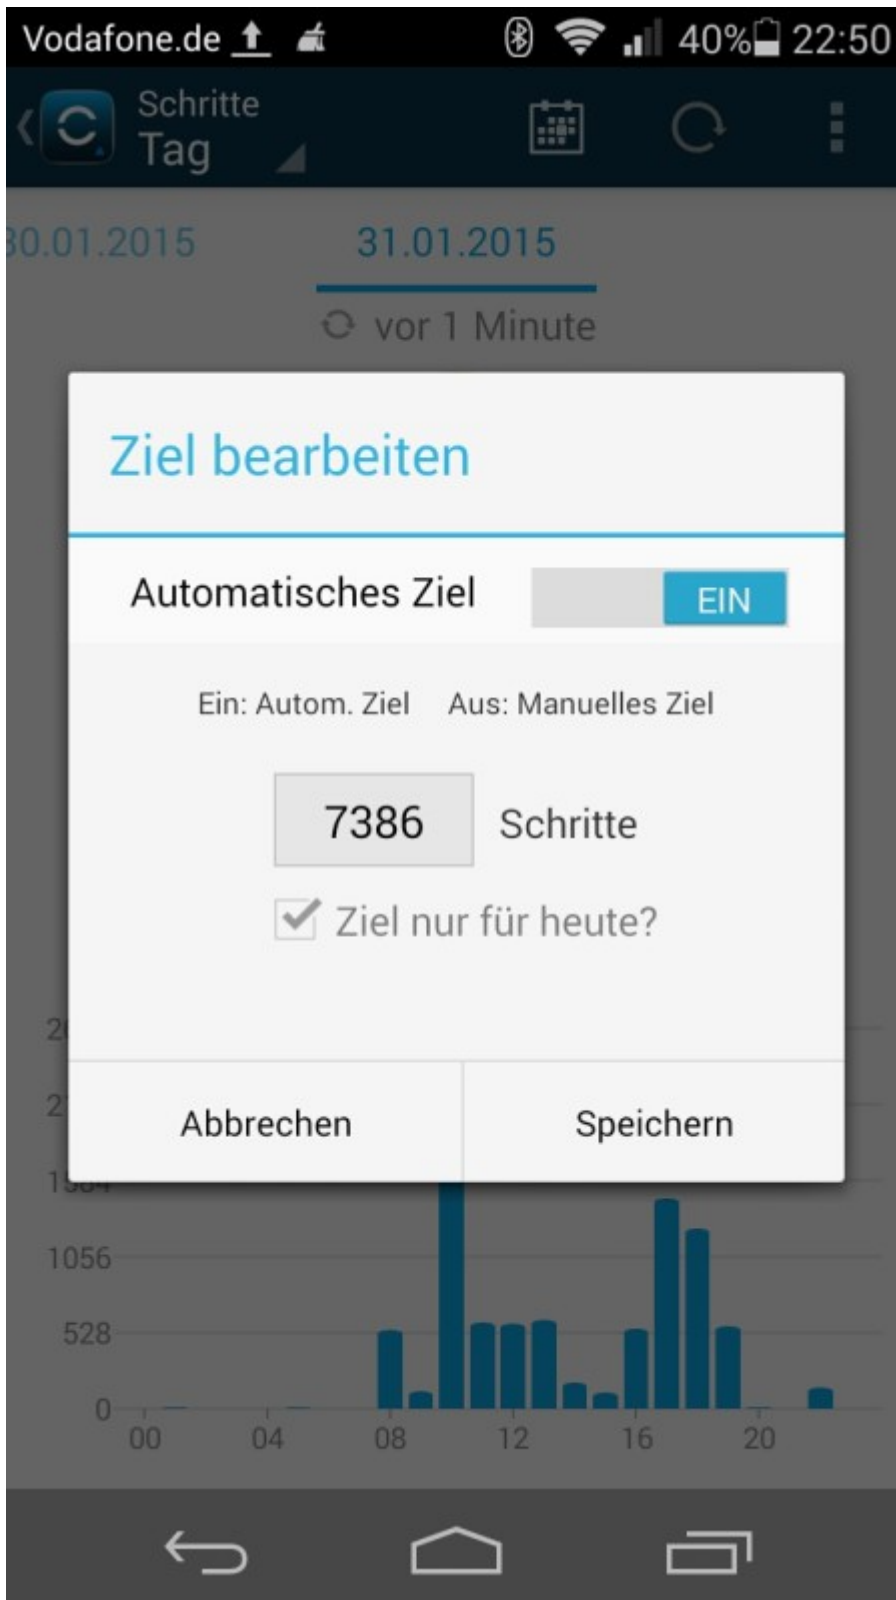 Vodafone.de 40% 22:50
Schritte
Tag
30.01.2015 31.01.2015
vor 1 Minute
Ziel bearbeiten
Automatisches Ziel EIN
Ein: Autom. Ziel Aus: Manuelles Ziel
7386 Schritte
Ziel nur für heute?
Abbrechen Speichern
1056
528
0
00 04 08 12 16 20